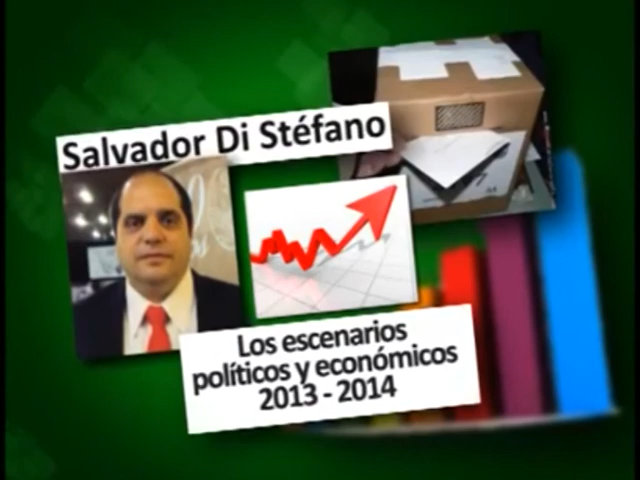 Salvador Di Stéfano
Los escenarios
políticos y económicos
2013 - 2014